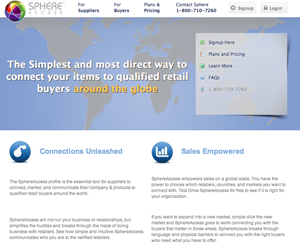 SPHERE
ACCESS
For
Suppliers
For
Buyers
Plans &
Pricing
Contact Sphere
1-800-710-7260
Signup
Login
The Simplest and most direct way to
connect your items to qualified retail
buyers around the globe
Signup Here
Plans and Pricing
Learn More
FAQs
1-800-710-7260
Connections Unleashed
The SphereAccess profile is the essential tool for suppliers to
connect, market, and communicate their company & products to
qualified retail buyers around the world.
SphereAccess will not run your business or relationships, but
simplifies the hurdles and breaks through the maze of doing
business with retailers. See how simple and intuitive SphereAccess
communicates who you are to the verified retailers.
Sales Empowered
SphereAccess empowers sales on a global scale. You have the
power to choose which retailers, countries, and markets you want to
connect with. Test Drive SphereAccess for free to see if it is right for
your organization.
If you want to expand into a new market, simple click the new
market and SphereAccess goes to work connecting you with the
buyers that matter in those areas. SphereAccess breaks through
language and physical barriers to connect you with the right buyers
who need what you have to offer.